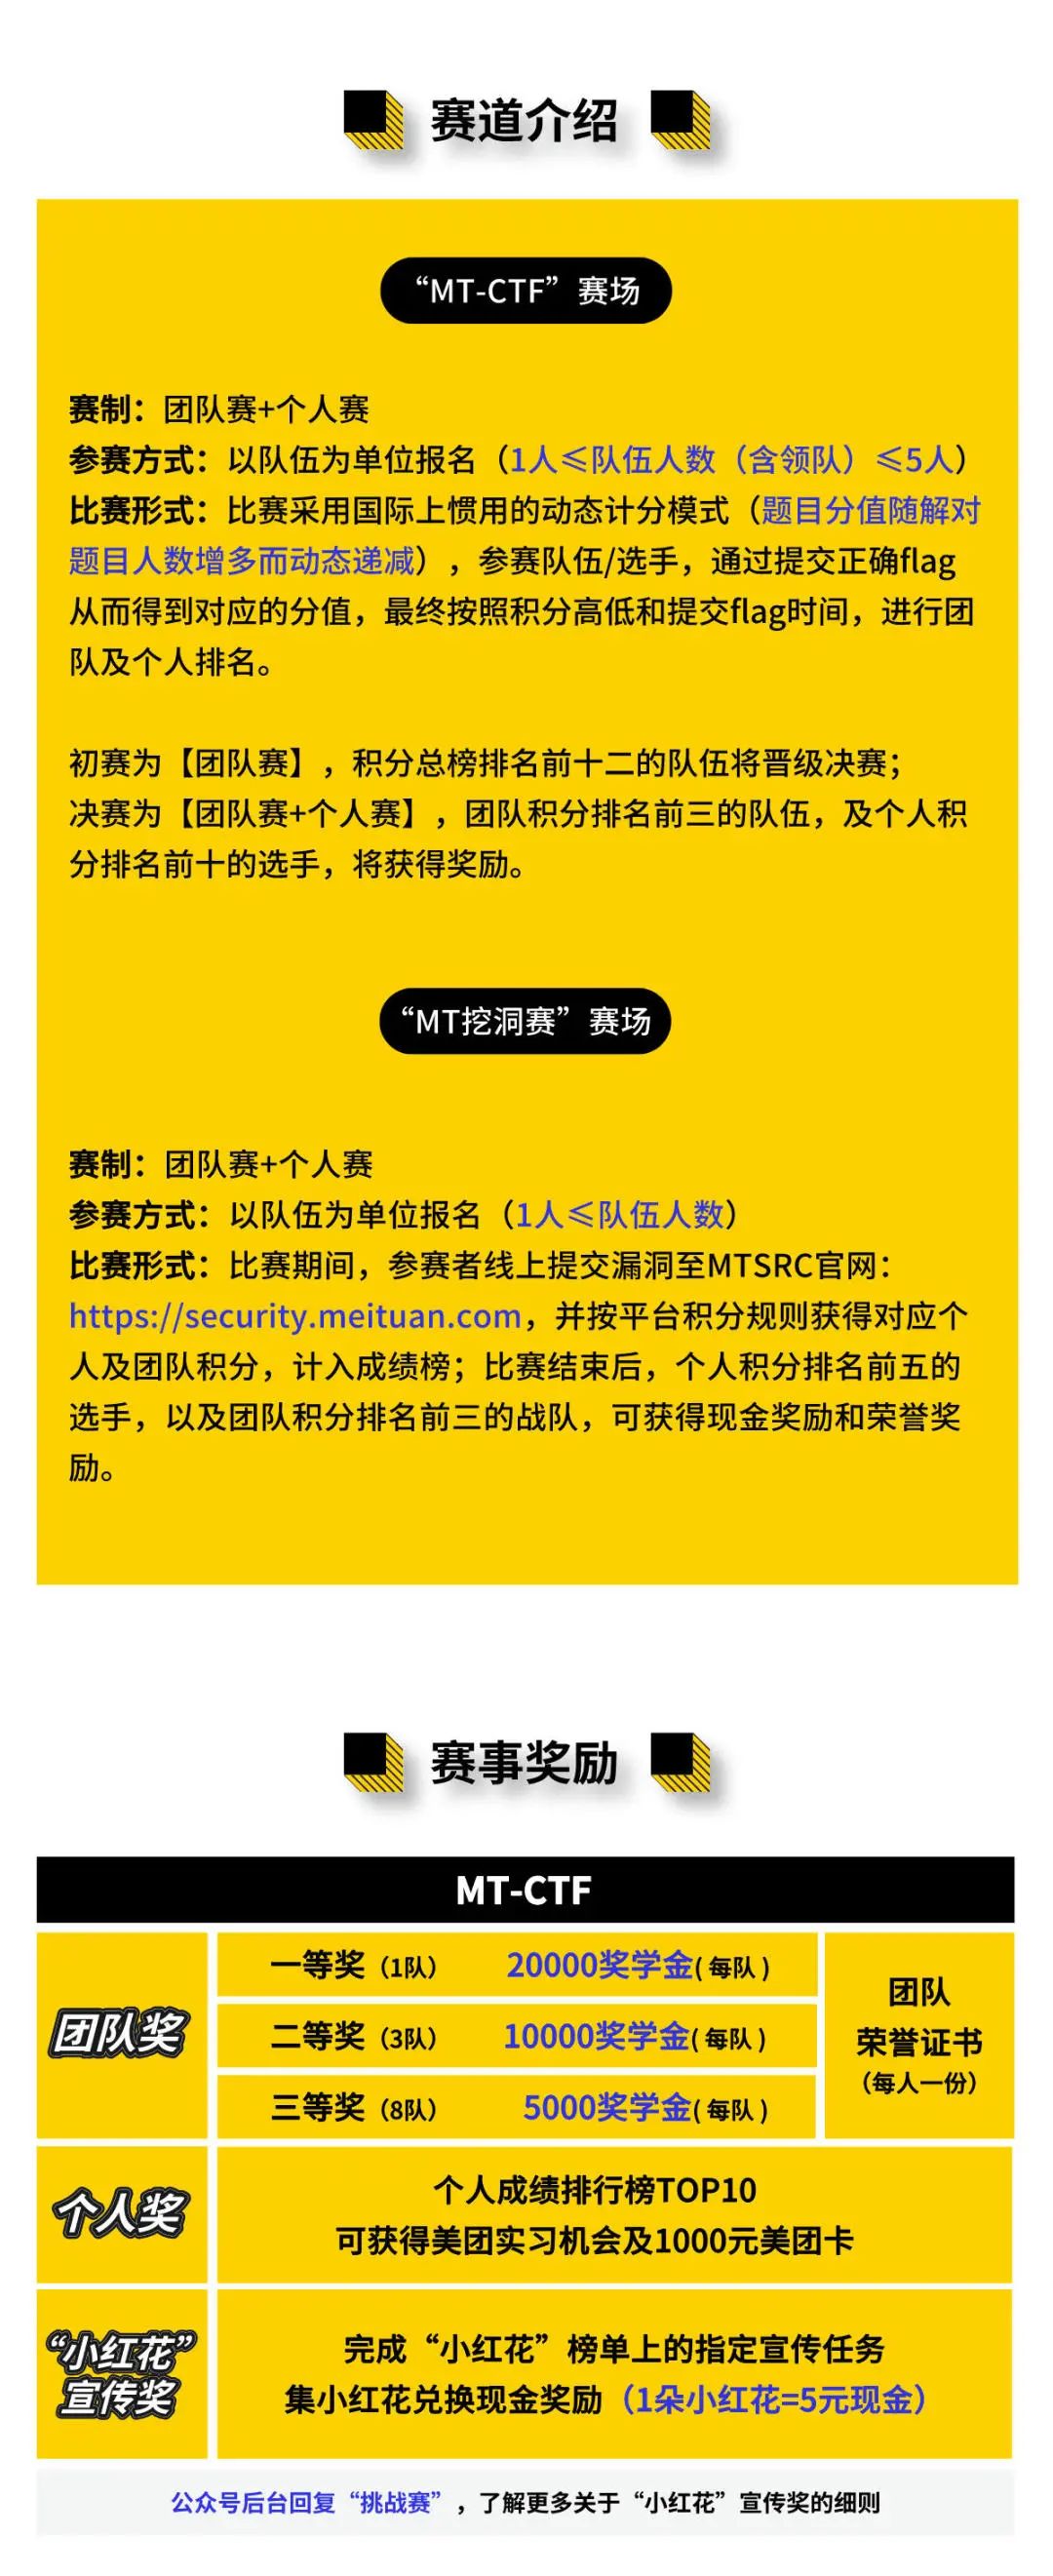 赛道介绍
“MT-CTF”赛场
赛制：团队赛+个人赛
参赛方式：以队伍为单位报名（1人≤队伍人数（含领队）≤5人）
比赛形式：比赛采用国际上惯用的动态计分模式（题目分值随解对
题目人数增多而动态递减），参赛队伍/选手，通过提交正确flag
从而得到对应的分值，最终按照积分高低和提交flag时间，进行团
队及个人排名。
初赛为【团队赛】，积分总榜排名前十二的队伍将晋级决赛；
决赛为【团队赛+个人赛】，团队积分排名前三的队伍，及个人积
分排名前十的选手，将获得奖励。
“MT挖洞赛”赛场
赛制：团队赛+个人赛
参赛方式：以队伍为单位报名（1人≤队伍人数）
比赛形式：比赛期间，参赛者线上提交漏洞至MTSRC官网：
https://security.meituan.com，并按平台积分规则获得对应个
人及团队积分，计入成绩榜；比赛结束后，个人积分排名前五的
选手，以及团队积分排名前三的战队，可获得现金奖励和荣誉奖
励。
赛事奖励
MT-CTF
团队奖
一等奖（1队） 20000奖学金( 每队 )
二等奖（3队） 10000奖学金( 每队 )
三等奖（8队） 5000奖学金( 每队 )
团队
荣誉证书
（每人一份）
个人奖
个人成绩排行榜TOP10
可获得美团实习机会及1000元美团卡
“小红花”
宣传奖
完成“小红花”榜单上的指定宣传任务
集小红花兑换现金奖励（1朵小红花=5元现金）
公众号后台回复“挑战赛”，了解更多关于“小红花”宣传奖的细则